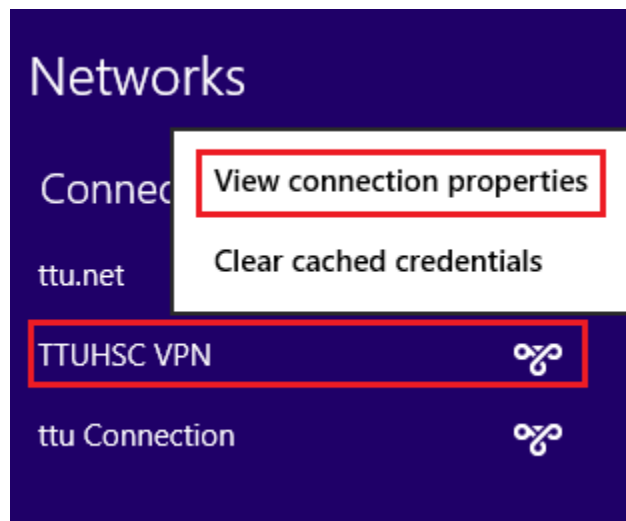 Networks
Connec
View connection properties
Clear cached credentials
ttu.net
TTUHSC VPN
ttu Connection